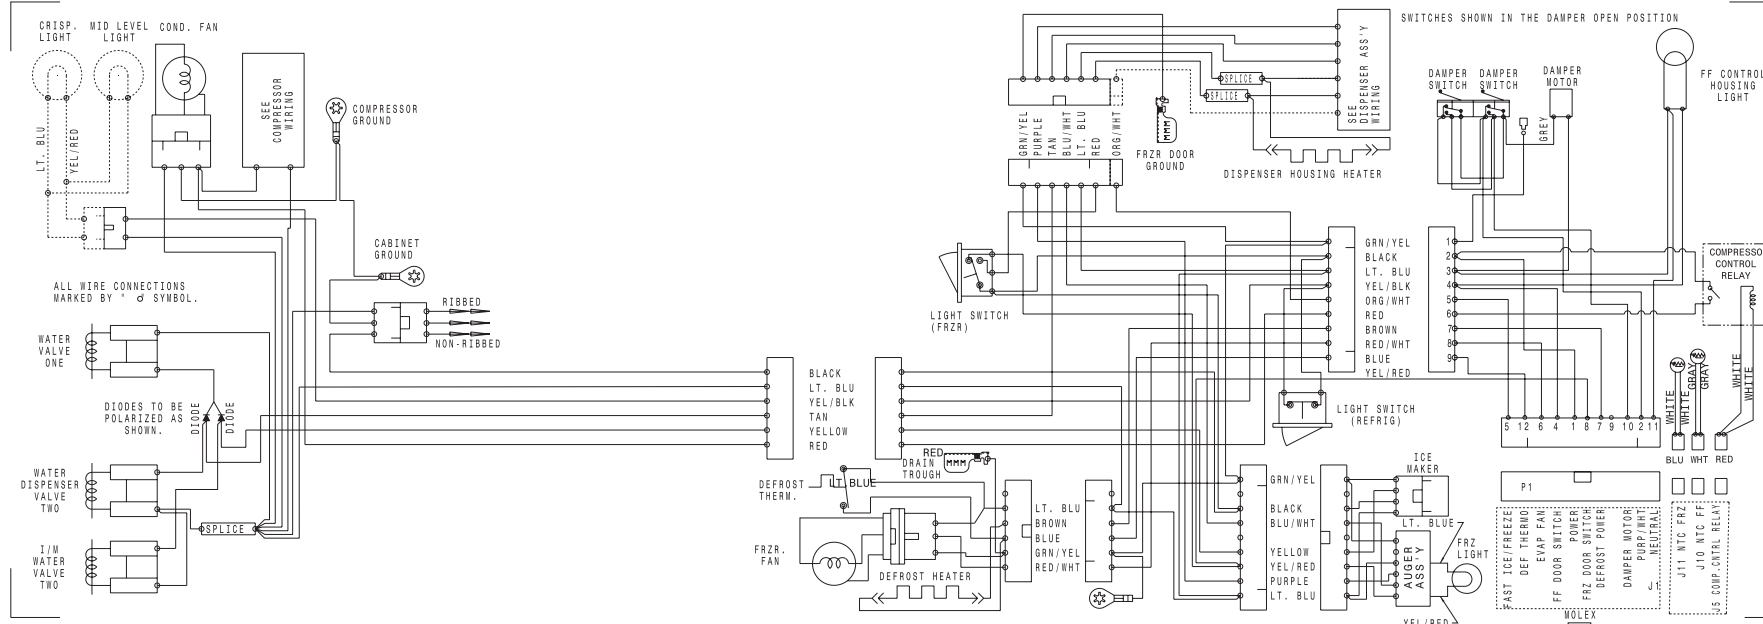 CRISP.
LIGHT
MID LEVEL
LIGHT
COND. FAN
LT. BLU
YEL/RED
SEE
COMPRESSOR
WIRING
COMPRESSOR
GROUND
CABINET
GROUND
ALL WIRE CONNECTIONS
MARKED BY " ♂ SYMBOL.
RIBBED
NON-RIBBED
WATER
VALVE
ONE
DIODES TO BE
POLARIZED AS
SHOWN.
DIODE
DIODE
WATER
DISPENSER
VALVE
TWO
SPLICE
I/M
WATER
VALVE
TWO
BLACK
LT. BLU
YEL/BLK
TAN
YELLOW
RED
GRN/YEL
PURPLE
TAN
BLU/WHT
LT. BLU
RED
ORG/WHT
FRZR DOOR
GROUND
SPLICE
SPLICE
SEE
DISPENSER ASS'Y
WIRING
DISPENSER HOUSING HEATER
SWITCHES SHOWN IN THE DAMPER OPEN POSITION
DAMPER
SWITCH
DAMPER
SWITCH
DAMPER
MOTOR
GREY
FF CONTROL
HOUSING
LIGHT
LIGHT SWITCH
(FRZR)
GRN/YEL
BLACK
LT. BLU
YEL/BLK
ORG/WHT
RED
BROWN
RED/WHT
BLUE
YEL/RED
1
2
3
4
5
6
7
8
9
COMPRESSOR
CONTROL
RELAY
LIGHT SWITCH
(REFRIG)
WHITE
WHITE
GRAY
GRAY
WHITE
WHITE
5 12 6 4 1 8 7 9 10 2 11
BLU WHT RED
RED
DRAIN
TROUGH
DEFROST
THERM.
LT. BLUE
FRZR.
FAN
DEFROST HEATER
LT. BLU
BROWN
BLUE
GRN/YEL
RED/WHT
GRN/YEL
BLACK
BLU/WHT
YELLOW
YEL/RED
PURPLE
LT. BLU
ICE
MAKER
LT. BLUE
AUGER
ASS'Y
FRZ
LIGHT
YEL/RED
P1
FAST ICE/FREEZE
DEF THERMO
EVAP FAN
FF DOOR SWITCH
POWER
FRZ DOOR SWITCH
DEFROST POWER
DAMPER MOTOR
PURP/WHT
NEUTRAL
J1
J11 NTC FRZ
J10 NTC FF
J5 COMP.CNTRL RELAY
MOLEX